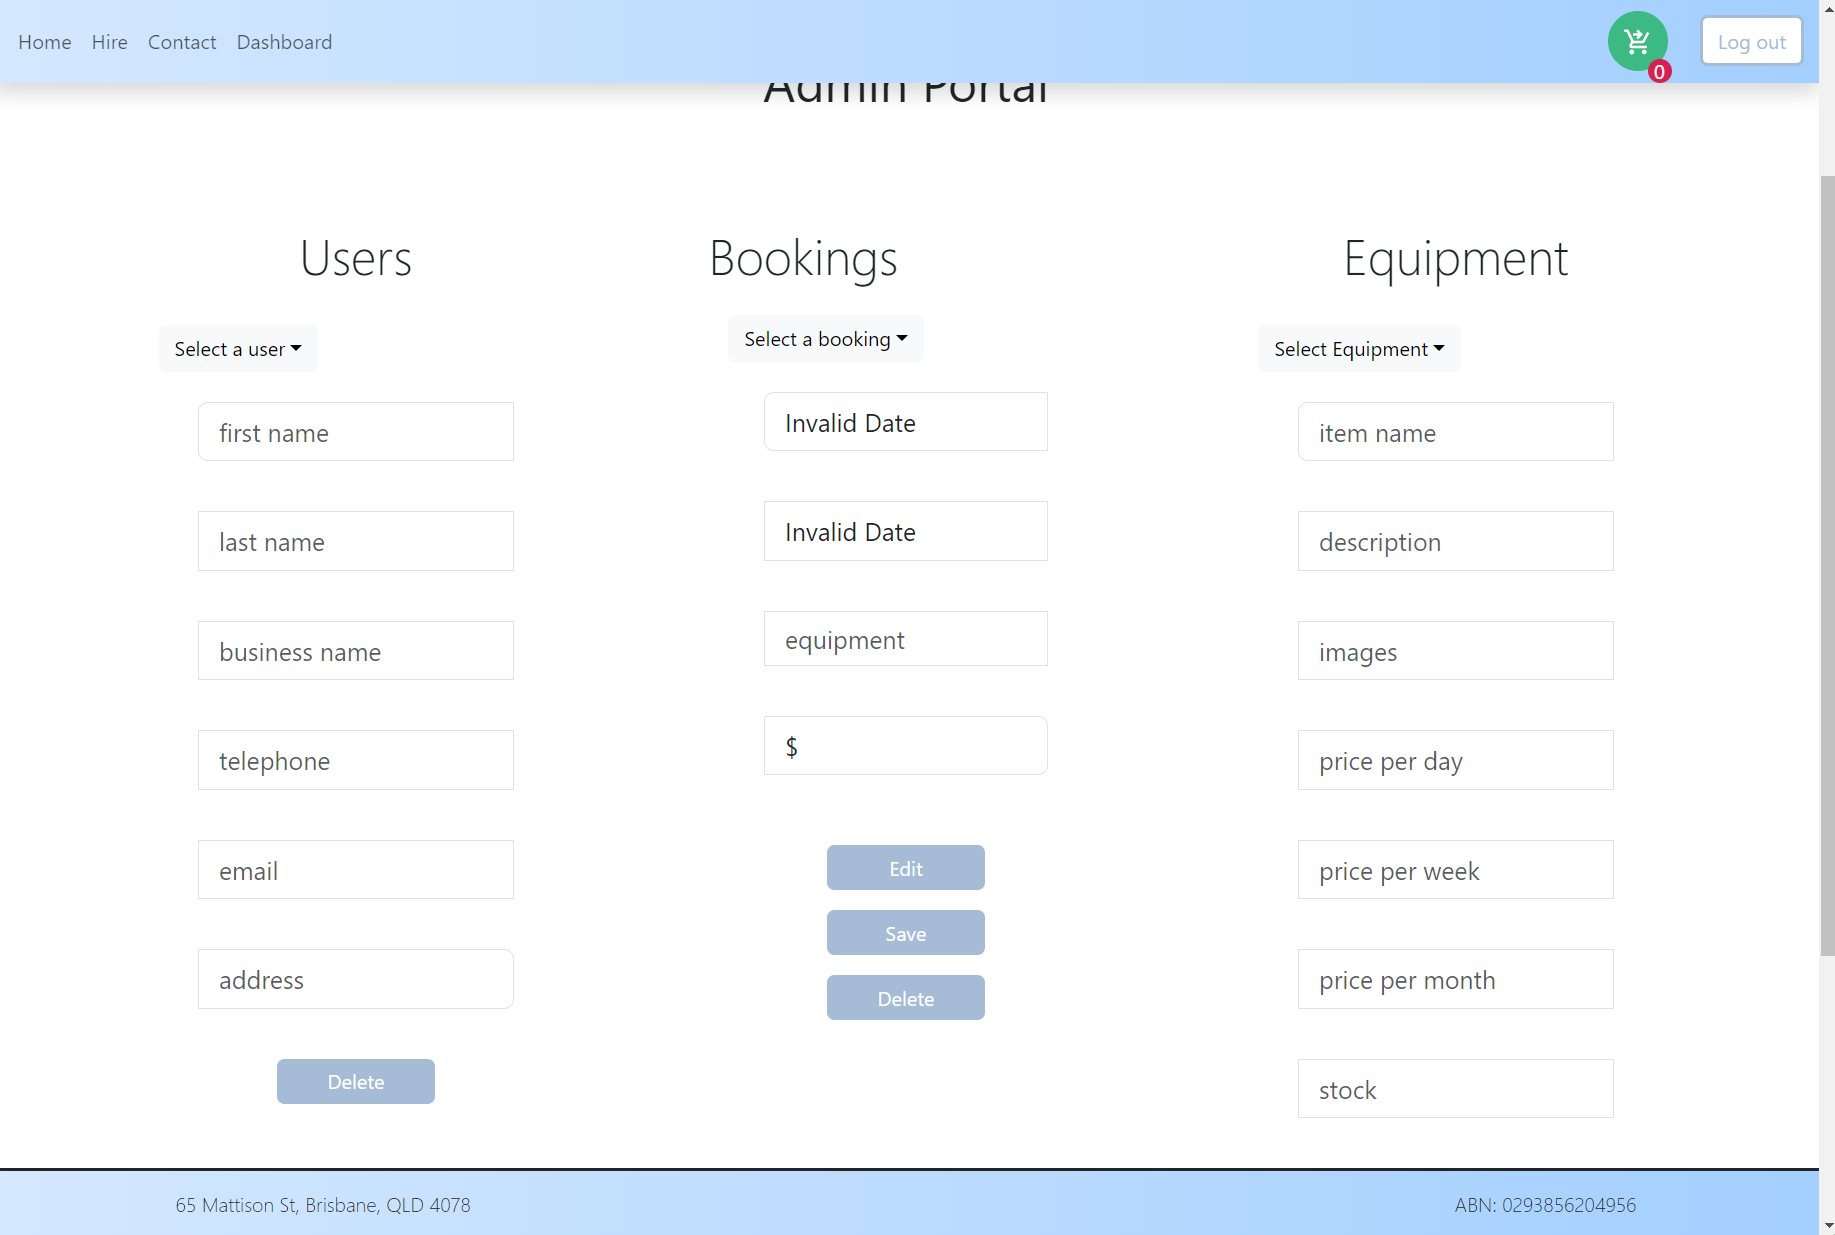 Home Hire Contact Dashboard
0
Log out
Admin Portal
Users
Select a user
first name
last name
business name
telephone
email
address
Delete
Bookings
Select a booking
Invalid Date
Invalid Date
equipment
$
Edit
Save
Delete
Equipment
Select Equipment
item name
description
images
price per day
price per week
price per month
stock
65 Mattison St, Brisbane, QLD 4078
ABN: 0293856204956